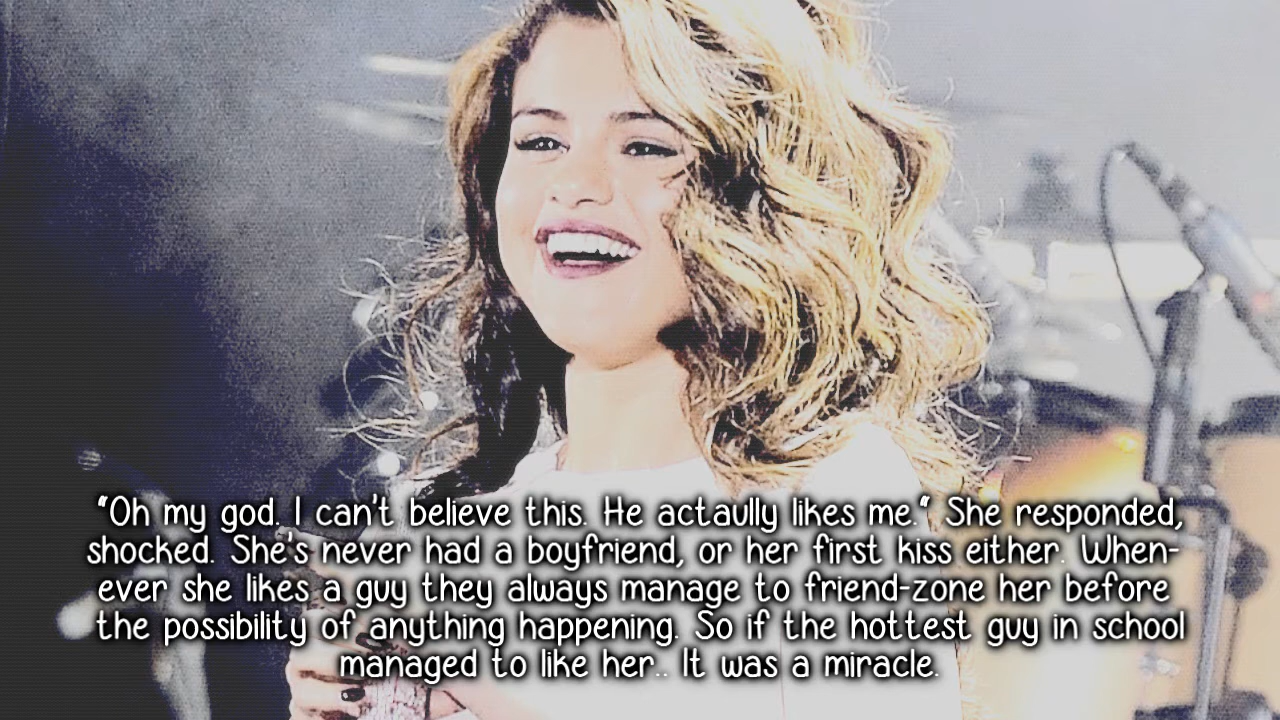 "Oh my god. I can't believe this. He actaully likes me." She responded,
shocked. She's never had a boyfriend, or her first kiss either. When-
ever she likes a guy they always manage to friend-zone her before
the possibility of anything happening. So if the hottest guy in school
managed to like her.. It was a miracle.